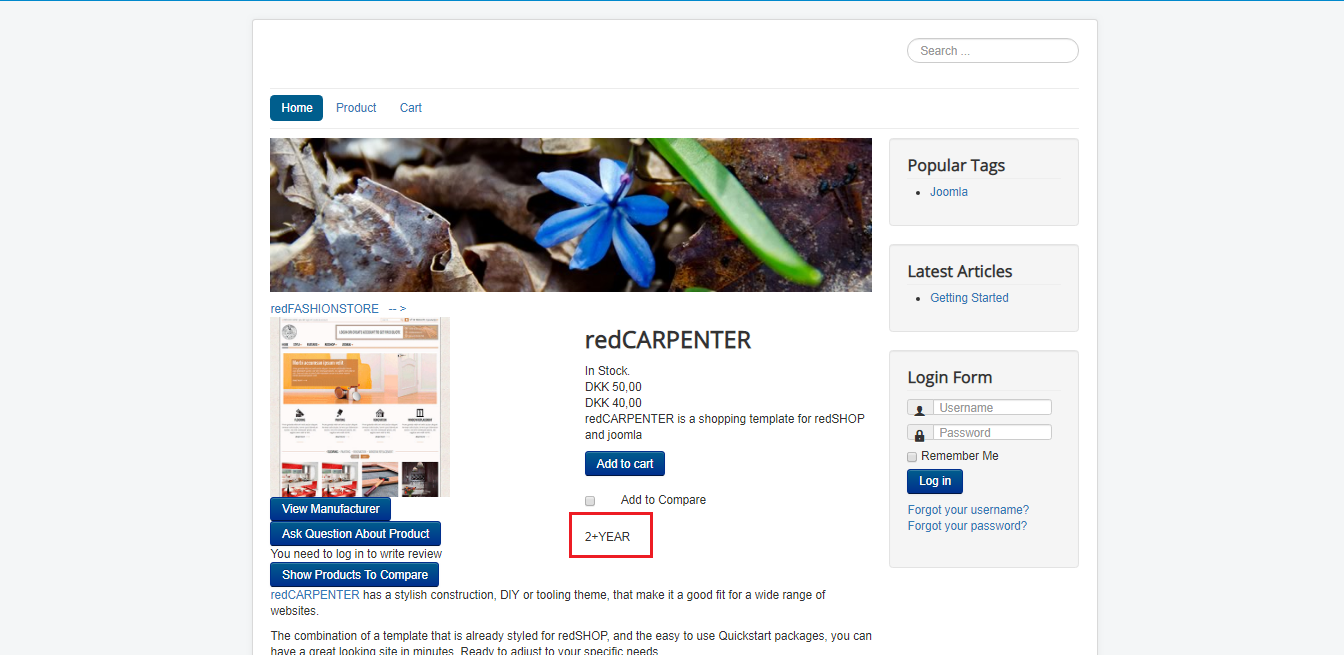 Search ...
Home
Product
Cart
Popular Tags
Joomla
Latest Articles
Getting Started
redFASHIONSTORE -- >
redCARPENTER
In Stock.
DKK 50,00
DKK 40,00
redCARPENTER is a shopping template for redSHOP
and joomla
Add to cart
Add to Compare
2+YEAR
View Manufacturer
Ask Question About Product
You need to log in to write review
Show Products To Compare
redCARPENTER has a stylish construction, DIY or tooling theme, that make it a good fit for a wide range of
websites.
The combination of a template that is already styled for redSHOP, and the easy to use Quickstart packages, you can
have a great looking site in minutes. Ready to adjust to your specific needs
Login Form
Username
Password
Remember Me
Log in
Forgot your username?
Forgot your password?